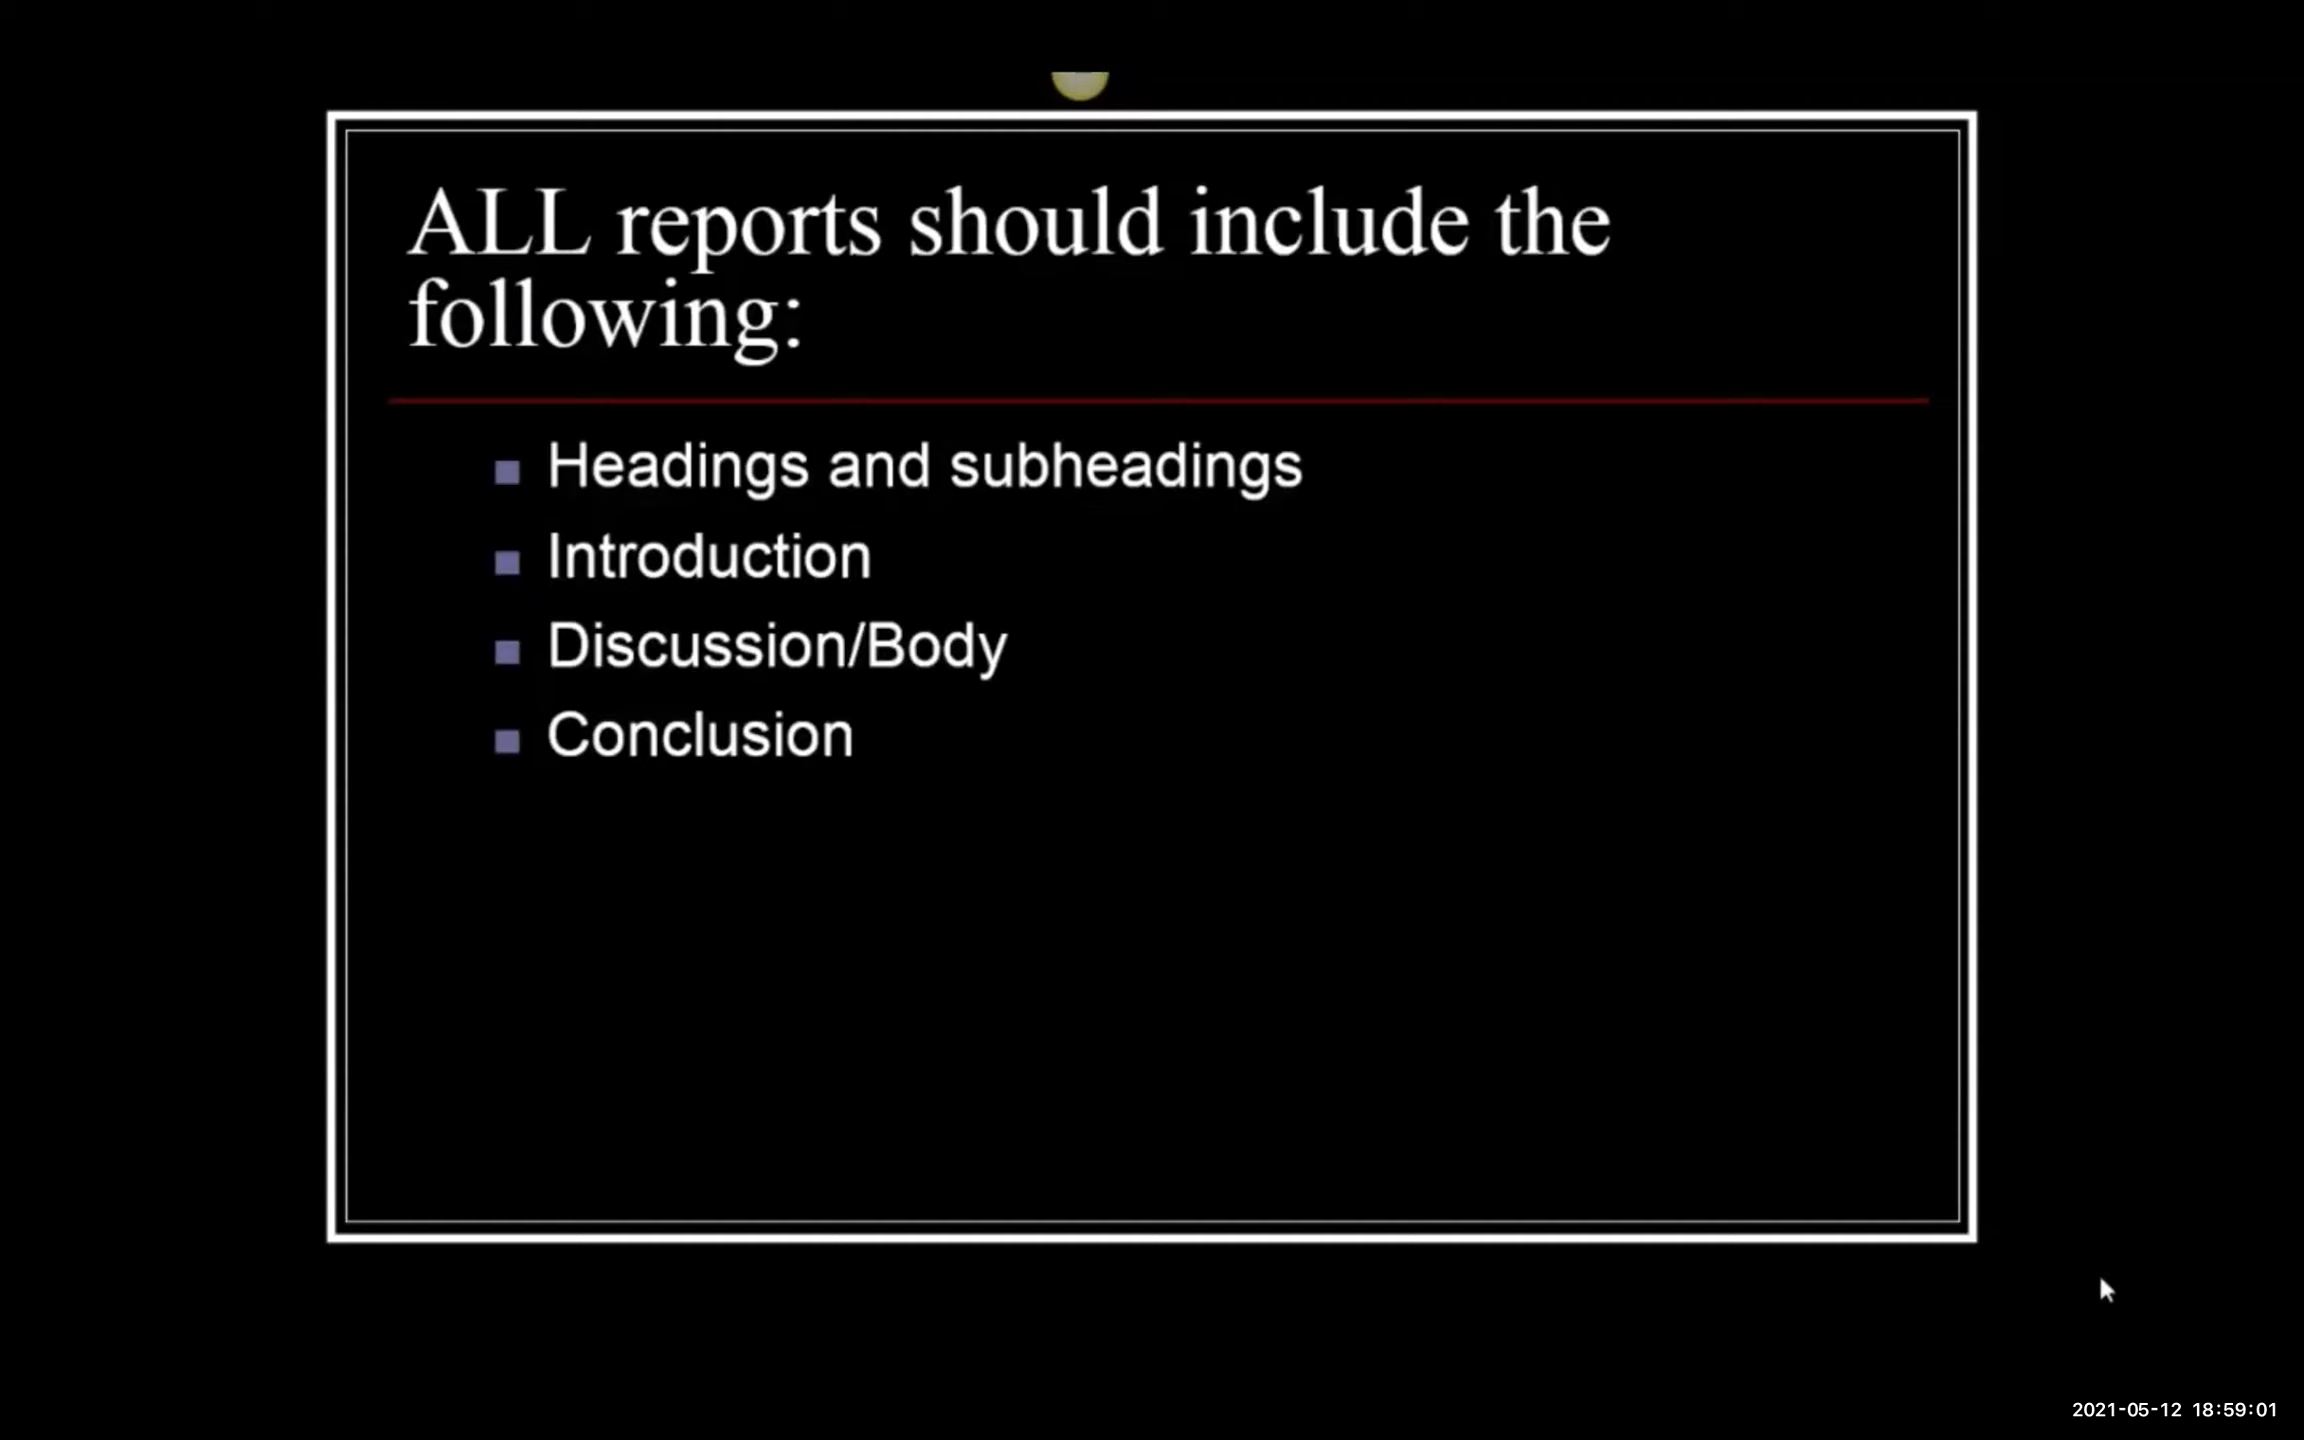 ALL reports should include the
following:
Headings and subheadings
Introduction
Discussion/Body
Conclusion
2021-05-12 18:59:01